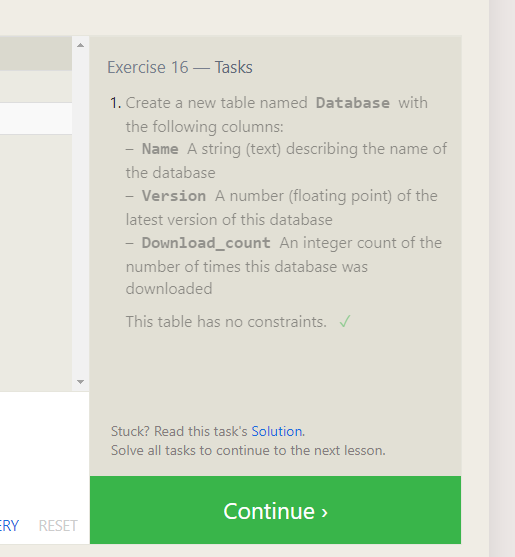 Exercise 16 — Tasks
1. Create a new table named Database with
the following columns:
– Name A string (text) describing the name of
the database
– Version A number (floating point) of the
latest version of this database
– Download_count An integer count of the
number of times this database was
downloaded
This table has no constraints. ✓
Stuck? Read this task's Solution.
Solve all tasks to continue to the next lesson.
ERY RESET
Continue ›